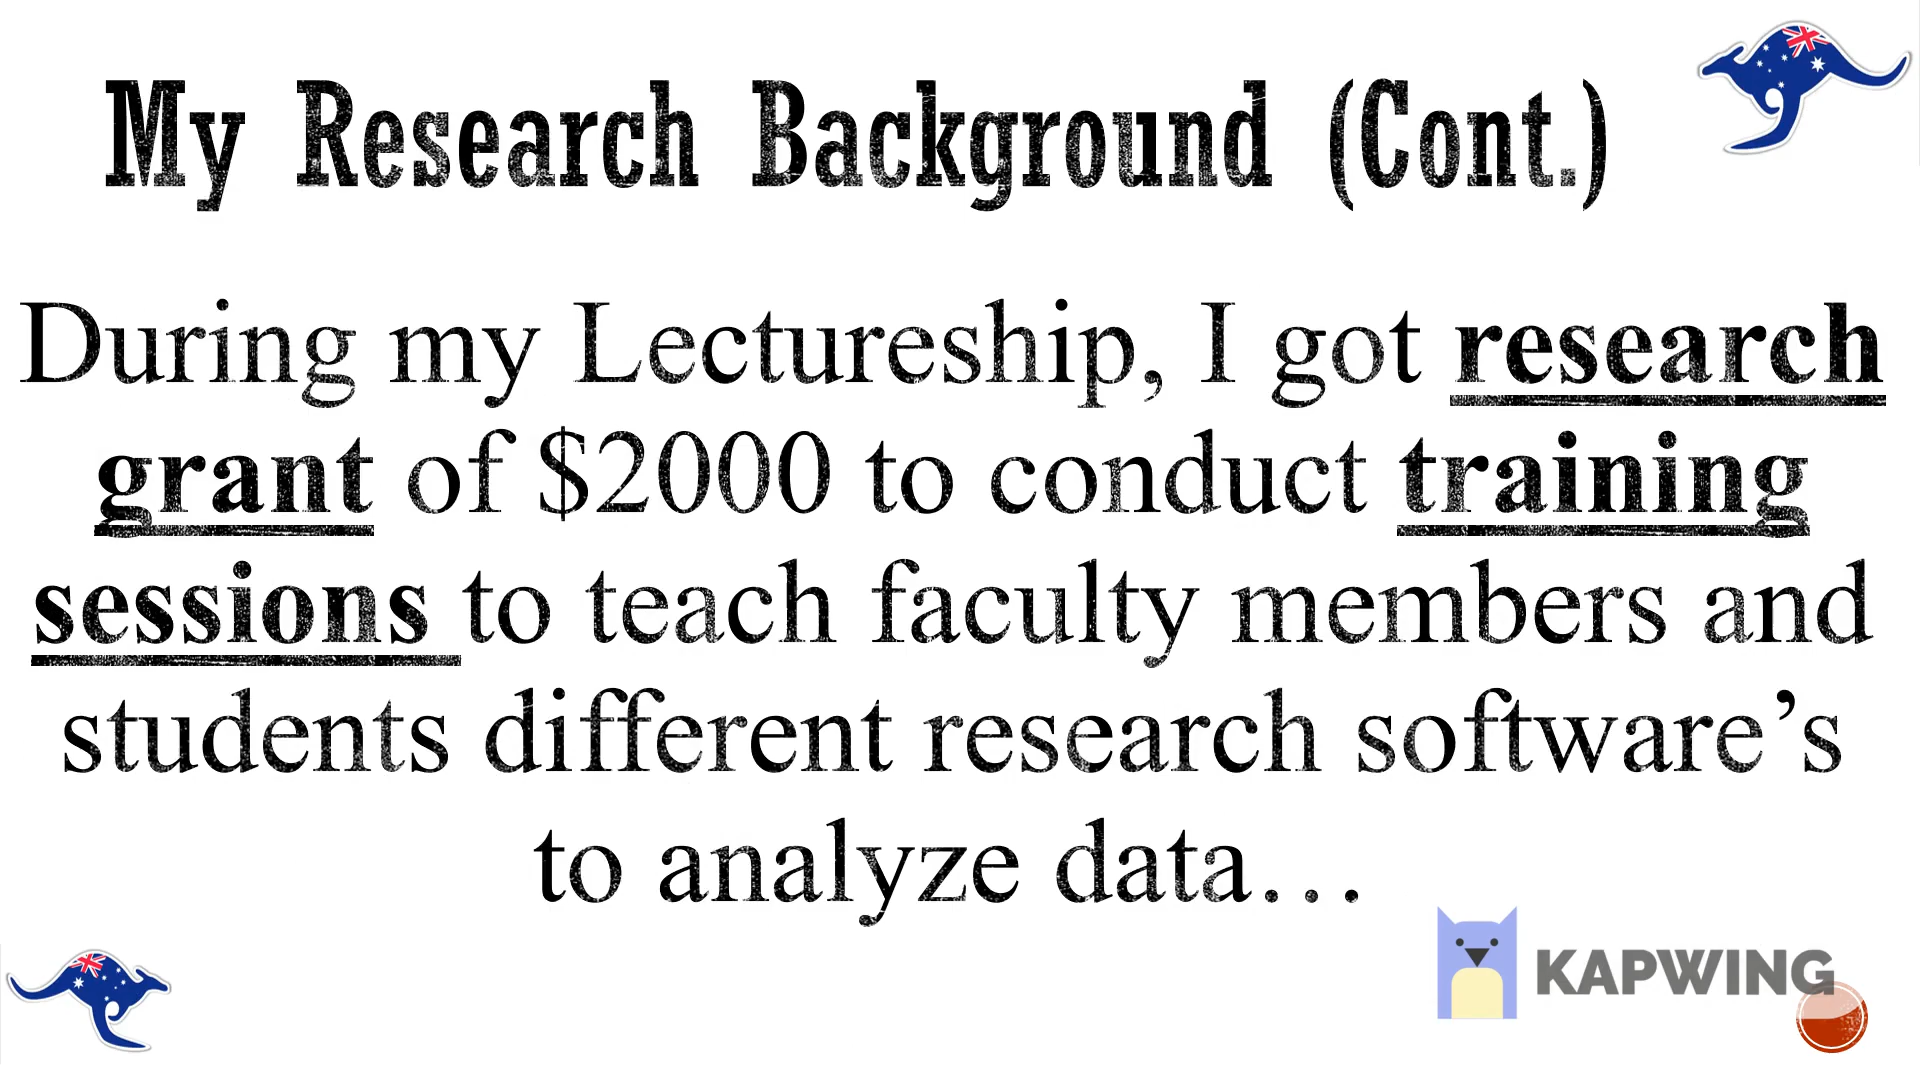 My Research Background (Cont.)
During my Lectureship, I got research
grant of $2000 to conduct training
sessions to teach faculty members and
students different research software’s
to analyze data…
KAPWING